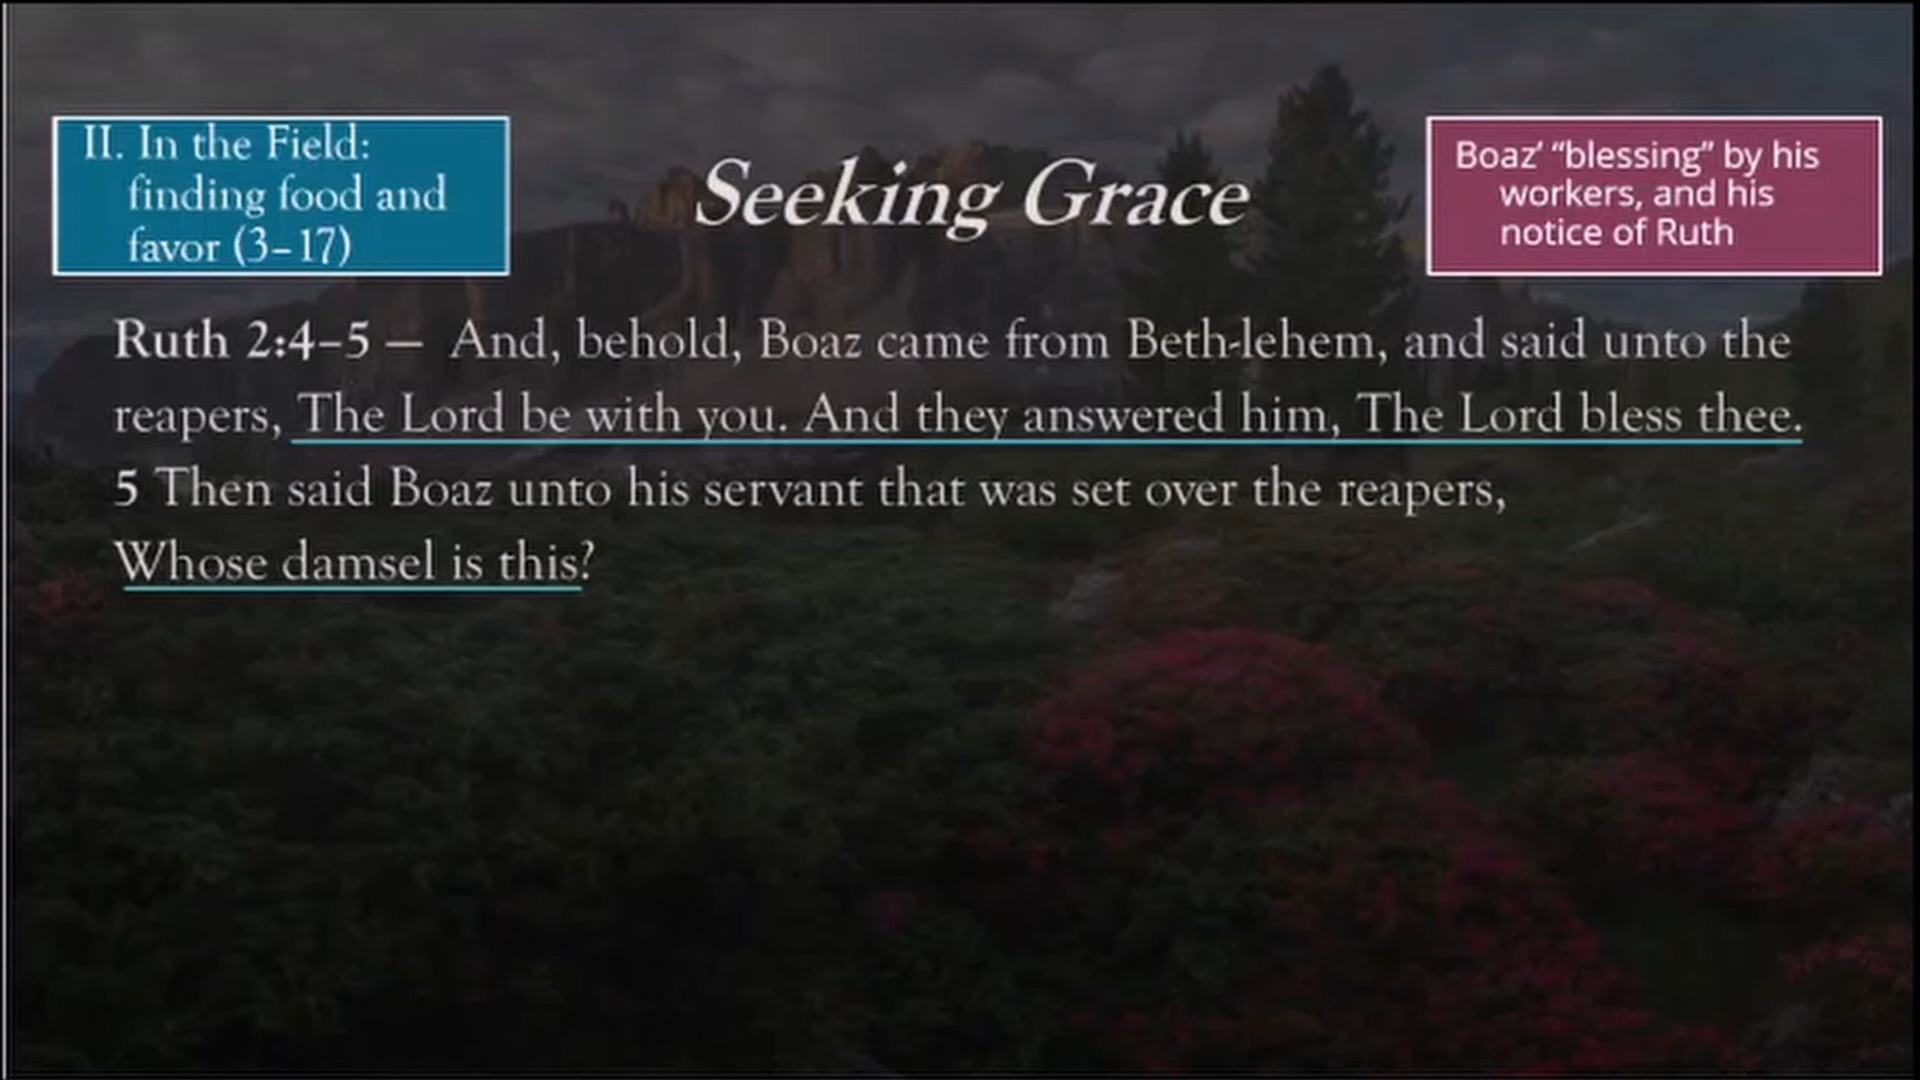 II. In the Field:
finding food and
favor (3–17)
Seeking Grace
Boaz’ “blessing” by his
workers, and his
notice of Ruth
Ruth 2:4–5 — And, behold, Boaz came from Beth-lehem, and said unto the
reapers, The Lord be with you. And they answered him, The Lord bless thee.
5 Then said Boaz unto his servant that was set over the reapers,
Whose damsel is this?